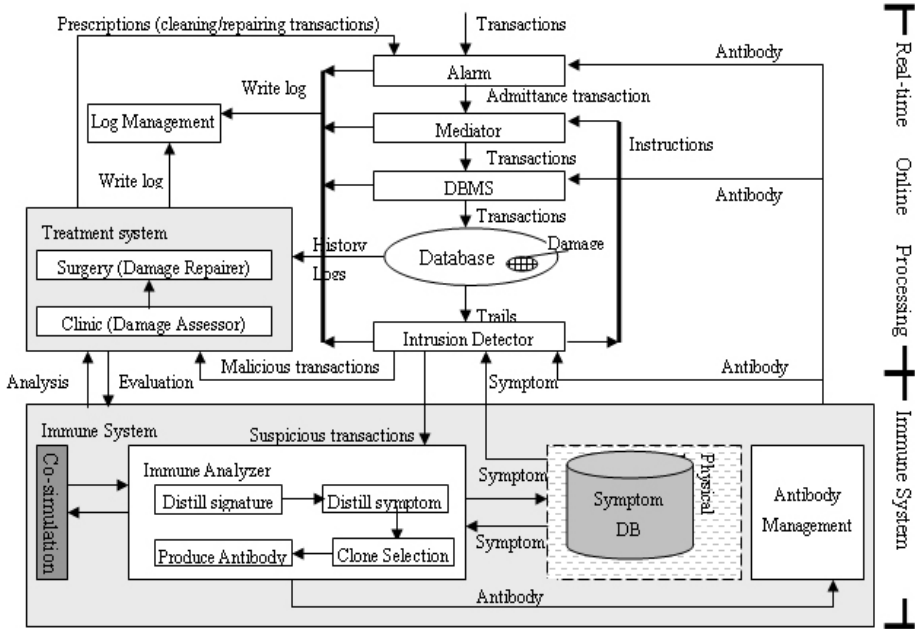 Prescriptions (cleaning/repairing transactions)
Transactions
Alarm
Antibody
Write log
Admittance transaction
Log Management
Mediator
Transactions
Instructions
Write log
DBMS
Antibody
Transactions
Treatment system
History
Logs
Database
Damage
Surgery (Damage Repairer)
Clinic (Damage Assessor)
Trails
Intrusion Detector
Analysis
Evaluation
Malicious transactions
Symptom
Antibody
Immune System
Suspicious transactions
Co-simulation
Immune Analyzer
Distill signature
Distill symptom
Produce Antibody
Clone Selection
Symptom
Symptom
Physical
Symptom
DB
Antibody
Management
Antibody
Real-time Online Processing
Immune System